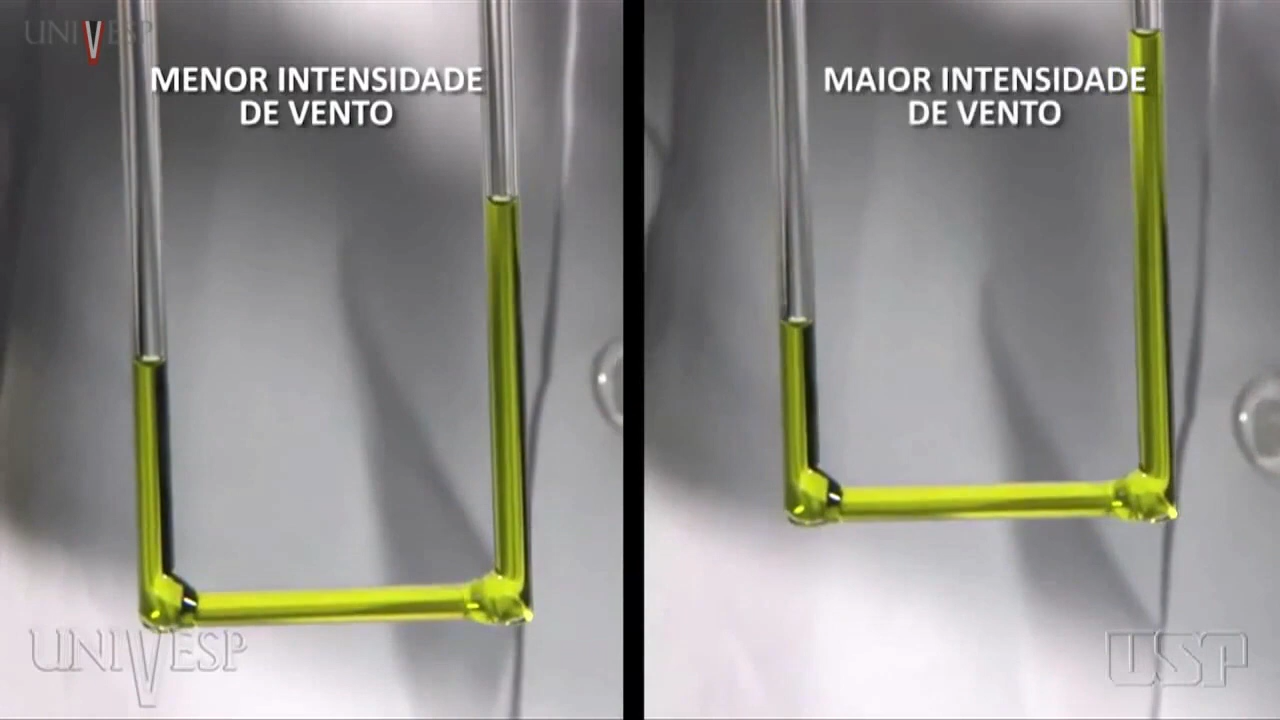 UNIVESP
MENOR INTENSIDADE
DE VENTO
MAIOR INTENSIDADE
DE VENTO
UNIVESP
USP